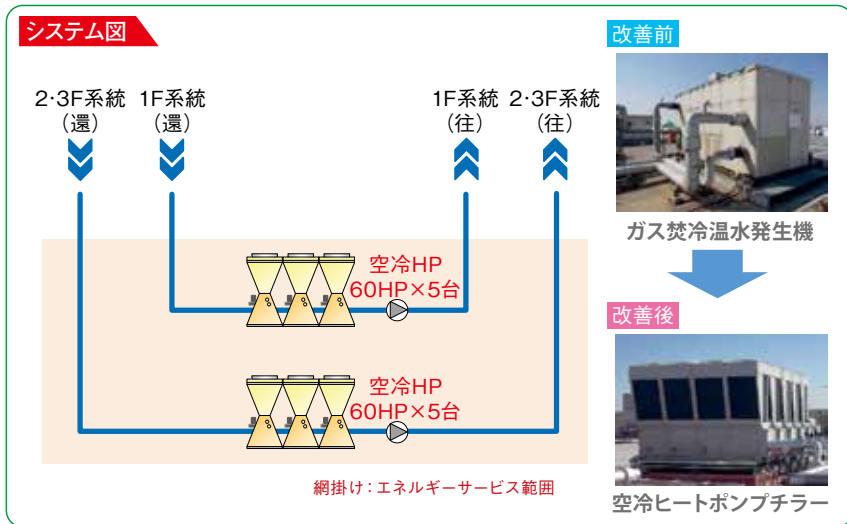 システム図
2・3F系統
(還)
1F系統
(還)
1F系統
(往)
2・3F系統
(往)
空冷HP
60HP×5台
空冷HP
60HP×5台
網掛け:エネルギーサービス範囲
改善前
ガス焚冷温水発生機
改善後
空冷ヒートポンプチラー